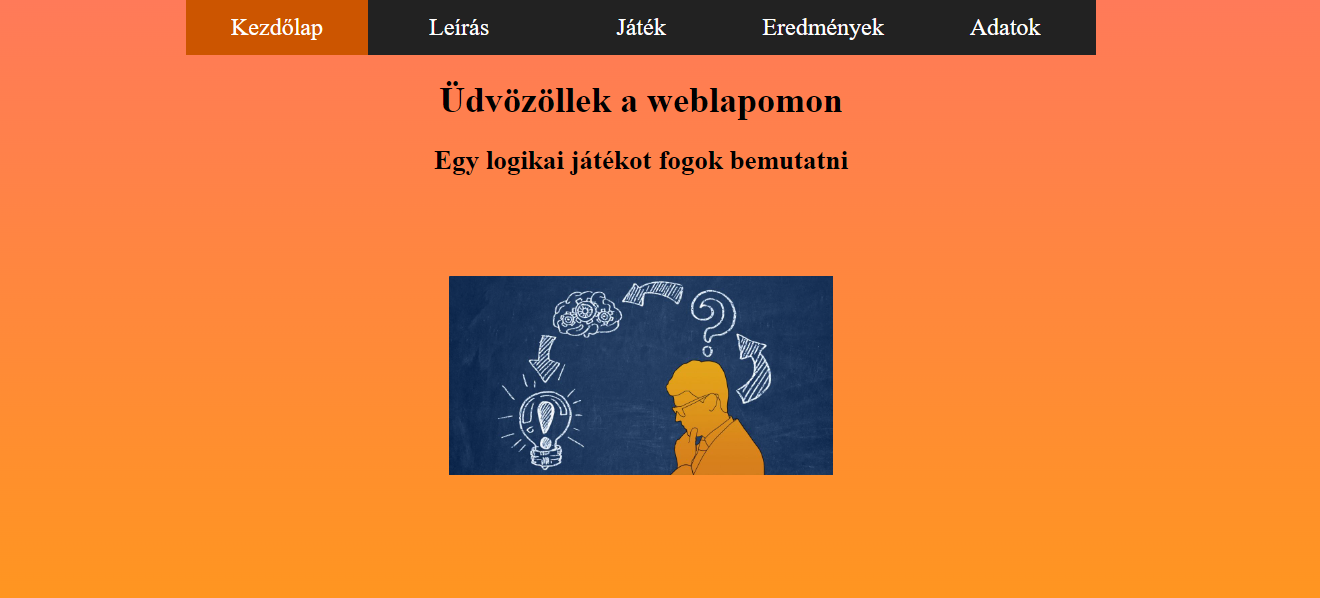 Kezdőlap Leírás Játék Eredmények Adatok
Üdvözöllek a weblapomon
Egy logikai játékot fogok bemutatni